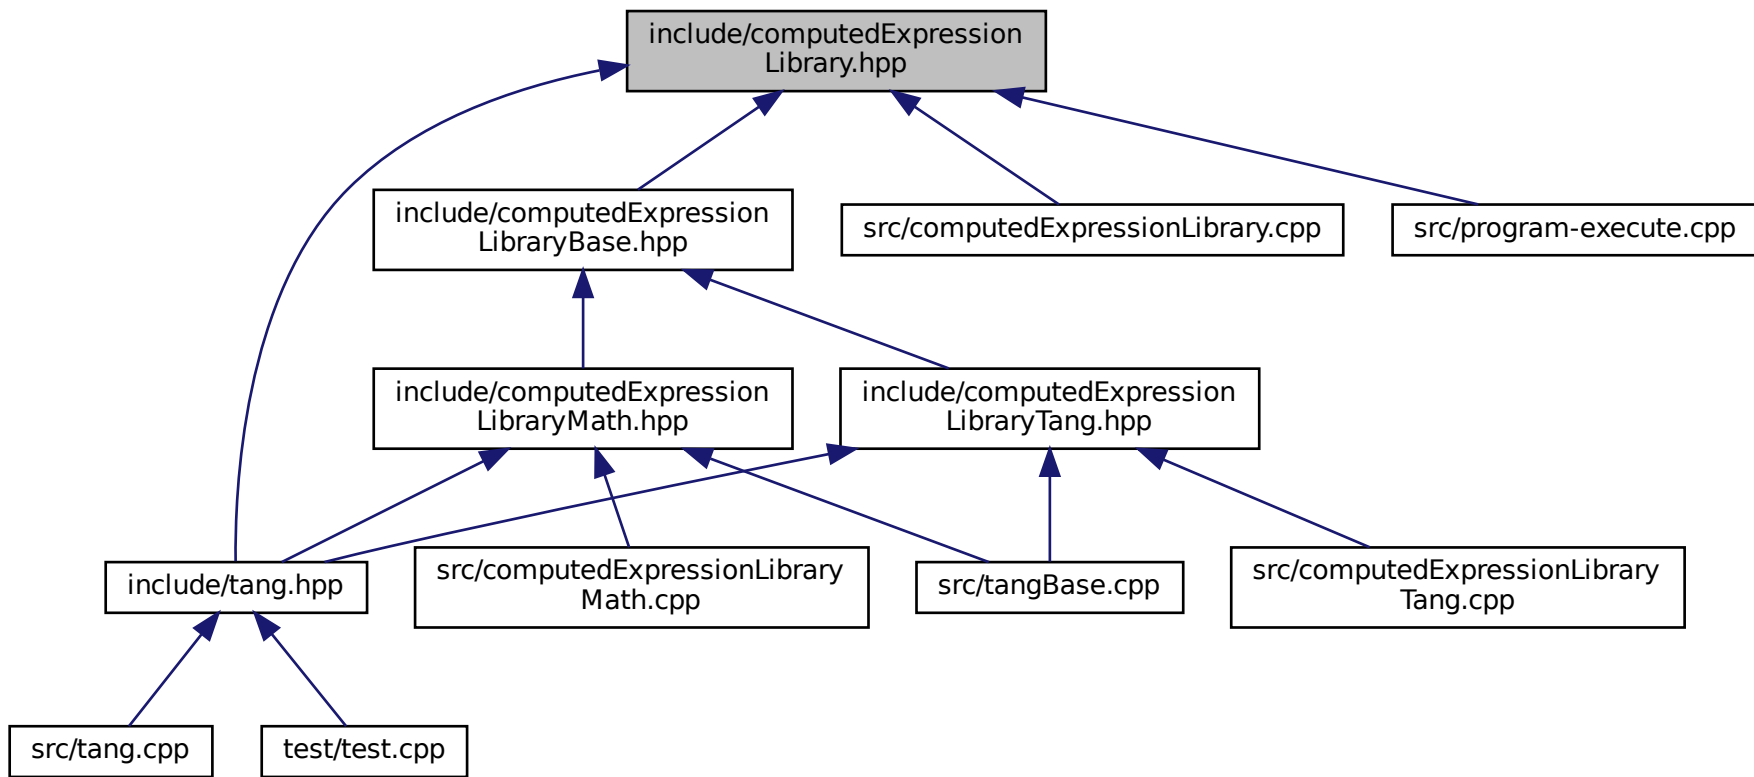 include/computedExpression
Library.hpp
include/computedExpression
LibraryBase.hpp
src/computedExpressionLibrary.cpp
src/program-execute.cpp
include/computedExpression
LibraryMath.hpp
include/computedExpression
LibraryTang.hpp
include/tang.hpp
src/computedExpressionLibrary
Math.cpp
src/tangBase.cpp
src/computedExpressionLibrary
Tang.cpp
src/tang.cpp
test/test.cpp